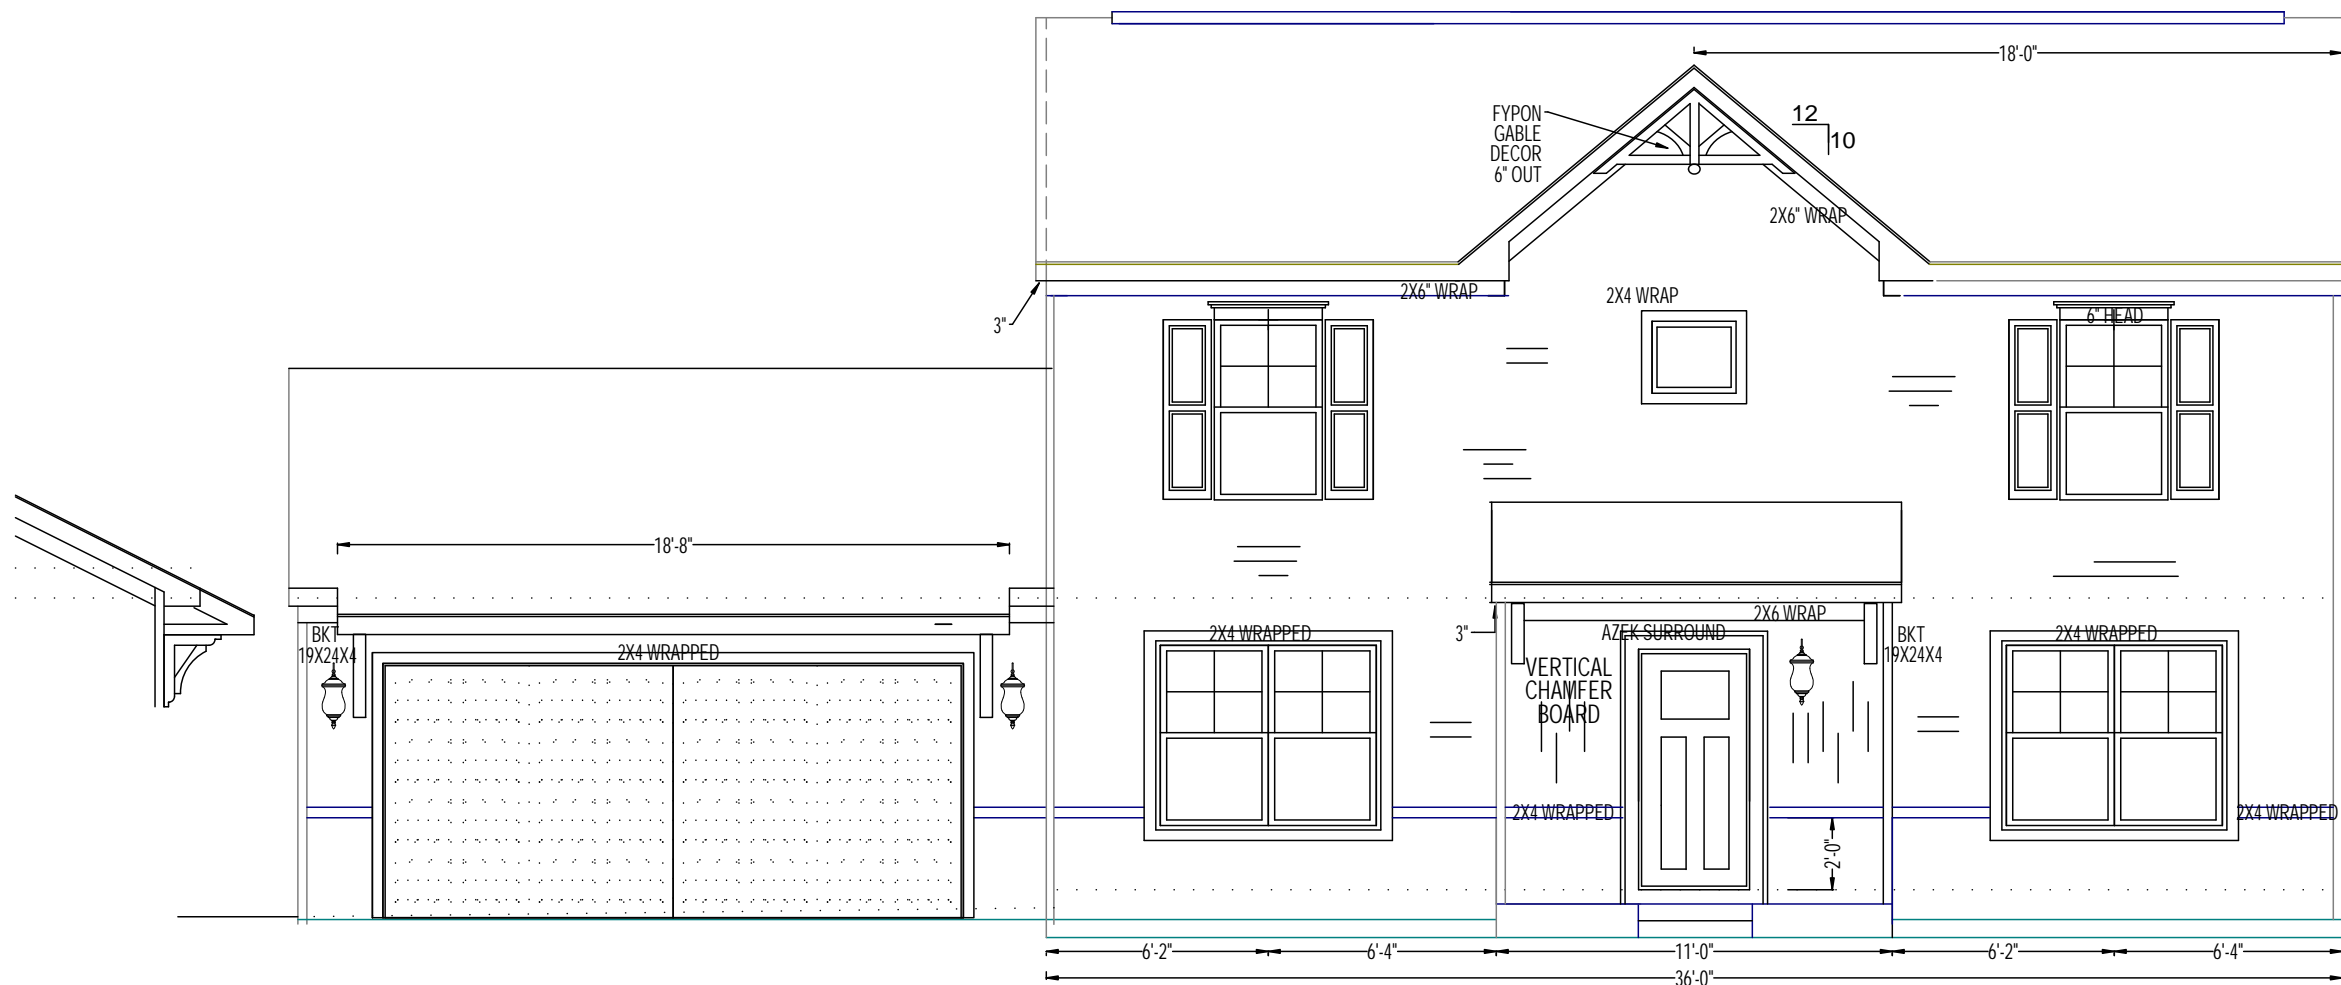 18'-0"
FYPON
GABLE
DECOR
6" OUT
12
10
2X6" WRAP
2X6" WRAP
2X4 WRAP
3"
6" HEAD
18'-8"
BKT
19X24X4
2X4 WRAPPED
2X4 WRAPPED
3"
AZEK SURROUND
2X6 WRAP
BKT
19X24X4
2X4 WRAPPED
VERTICAL
CHAMFER
BOARD
2X4 WRAPPED
2X4 WRAPPED
2'-0"
6'-2"
6'-4"
11'-0"
6'-2"
6'-4"
36'-0"